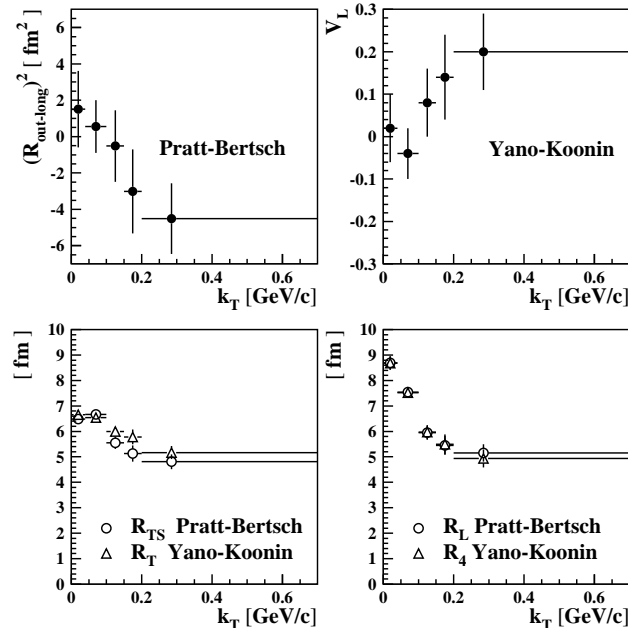 (R_out-long)^2 [ fm^2 ]
6
4
2
0
-2
-4
-6
Pratt-Bertsch
0 0.2 0.4 0.6
k_T [GeV/c]
V_L
0.3
0.2
0.1
0
-0.1
-0.2
-0.3
Yano-Koonin
0 0.2 0.4 0.6
k_T [GeV/c]
[ fm ]
10
9
8
7
6
5
4
3
2
1
0
R_TS Pratt-Bertsch
R_T Yano-Koonin
0 0.2 0.4 0.6
k_T [GeV/c]
[ fm ]
10
9
8
7
6
5
4
3
2
1
0
R_L Pratt-Bertsch
R_4 Yano-Koonin
0 0.2 0.4 0.6
k_T [GeV/c]